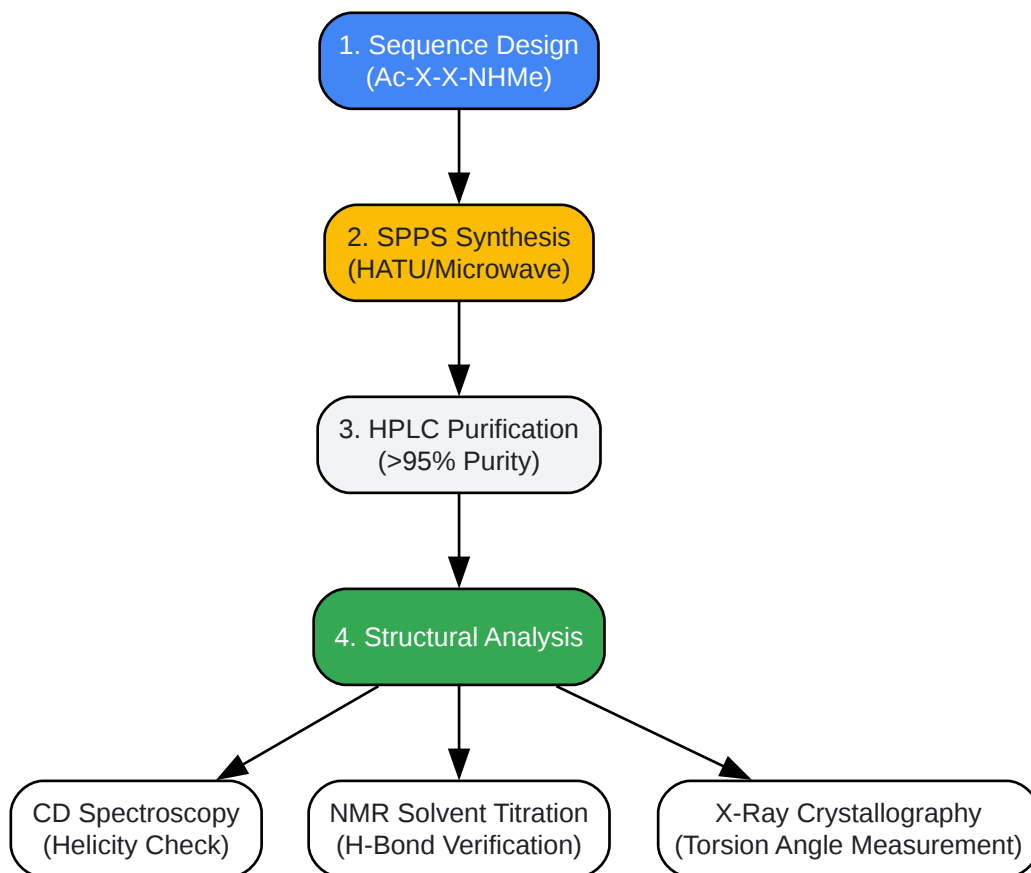 1. Sequence Design
(Ac-X-X-NHMe)
2. SPPS Synthesis
(HATU/Microwave)
3. HPLC Purification
(>95% Purity)
4. Structural Analysis
CD Spectroscopy
(Helicity Check)
NMR Solvent Titration
(H-Bond Verification)
X-Ray Crystallography
(Torsion Angle Measurement)